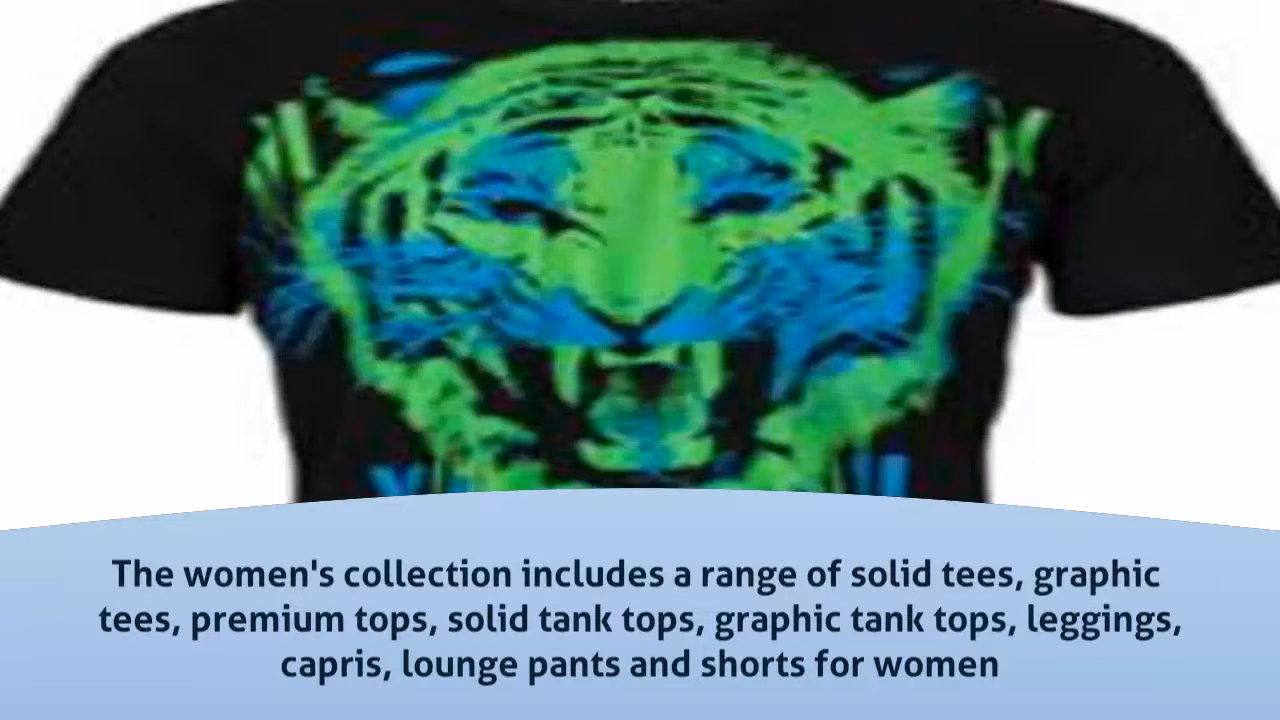 The women's collection includes a range of solid tees, graphic
tees, premium tops, solid tank tops, graphic tank tops, leggings,
capris, lounge pants and shorts for women